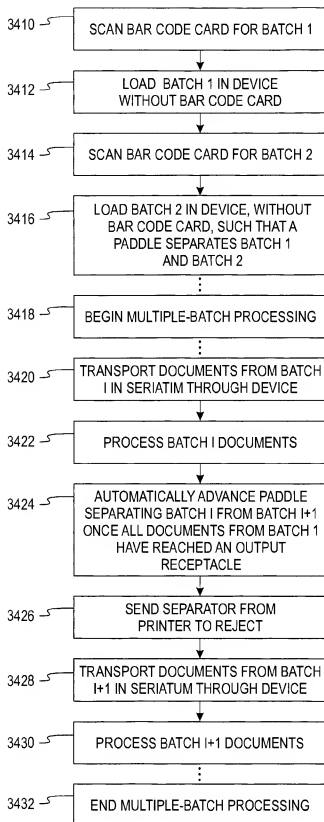 3410
SCAN BAR CODE CARD FOR BATCH 1
3412
LOAD BATCH 1 IN DEVICE
WITHOUT BAR CODE CARD
3414
SCAN BAR CODE CARD FOR BATCH 2
3416
LOAD BATCH 2 IN DEVICE, WITHOUT
BAR CODE CARD, SUCH THAT A
PADDLE SEPARATES BATCH 1
AND BATCH 2
3418
BEGIN MULTIPLE-BATCH PROCESSING
3420
TRANSPORT DOCUMENTS FROM BATCH
I IN SERIATIM THROUGH DEVICE
3422
PROCESS BATCH I DOCUMENTS
3424
AUTOMATICALLY ADVANCE PADDLE
SEPARATING BATCH I FROM BATCH I+1
ONCE ALL DOCUMENTS FROM BATCH 1
HAVE REACHED AN OUTPUT
RECEPTACLE
3426
SEND SEPARATOR FROM
PRINTER TO REJECT
3428
TRANSPORT DOCUMENTS FROM BATCH
I+1 IN SERIATUM THROUGH DEVICE
3430
PROCESS BATCH I+1 DOCUMENTS
3432
END MULTIPLE-BATCH PROCESSING